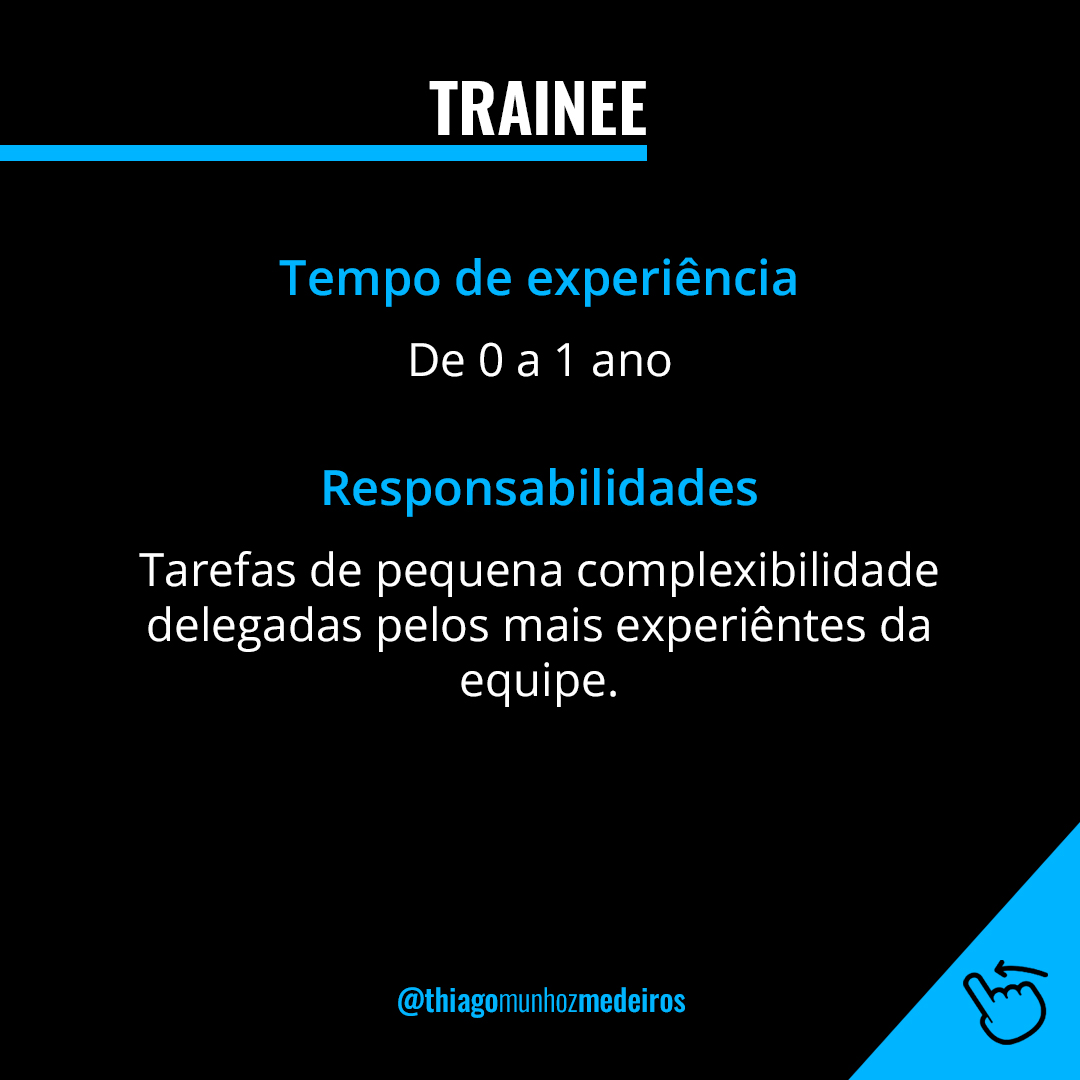 TRAINEE
Tempo de experiência
De 0 a 1 ano
Responsabilidades
Tarefas de pequena complexibilidade
delegadas pelos mais experiêntes da
equipe.
@thiagomunhozmedeiros